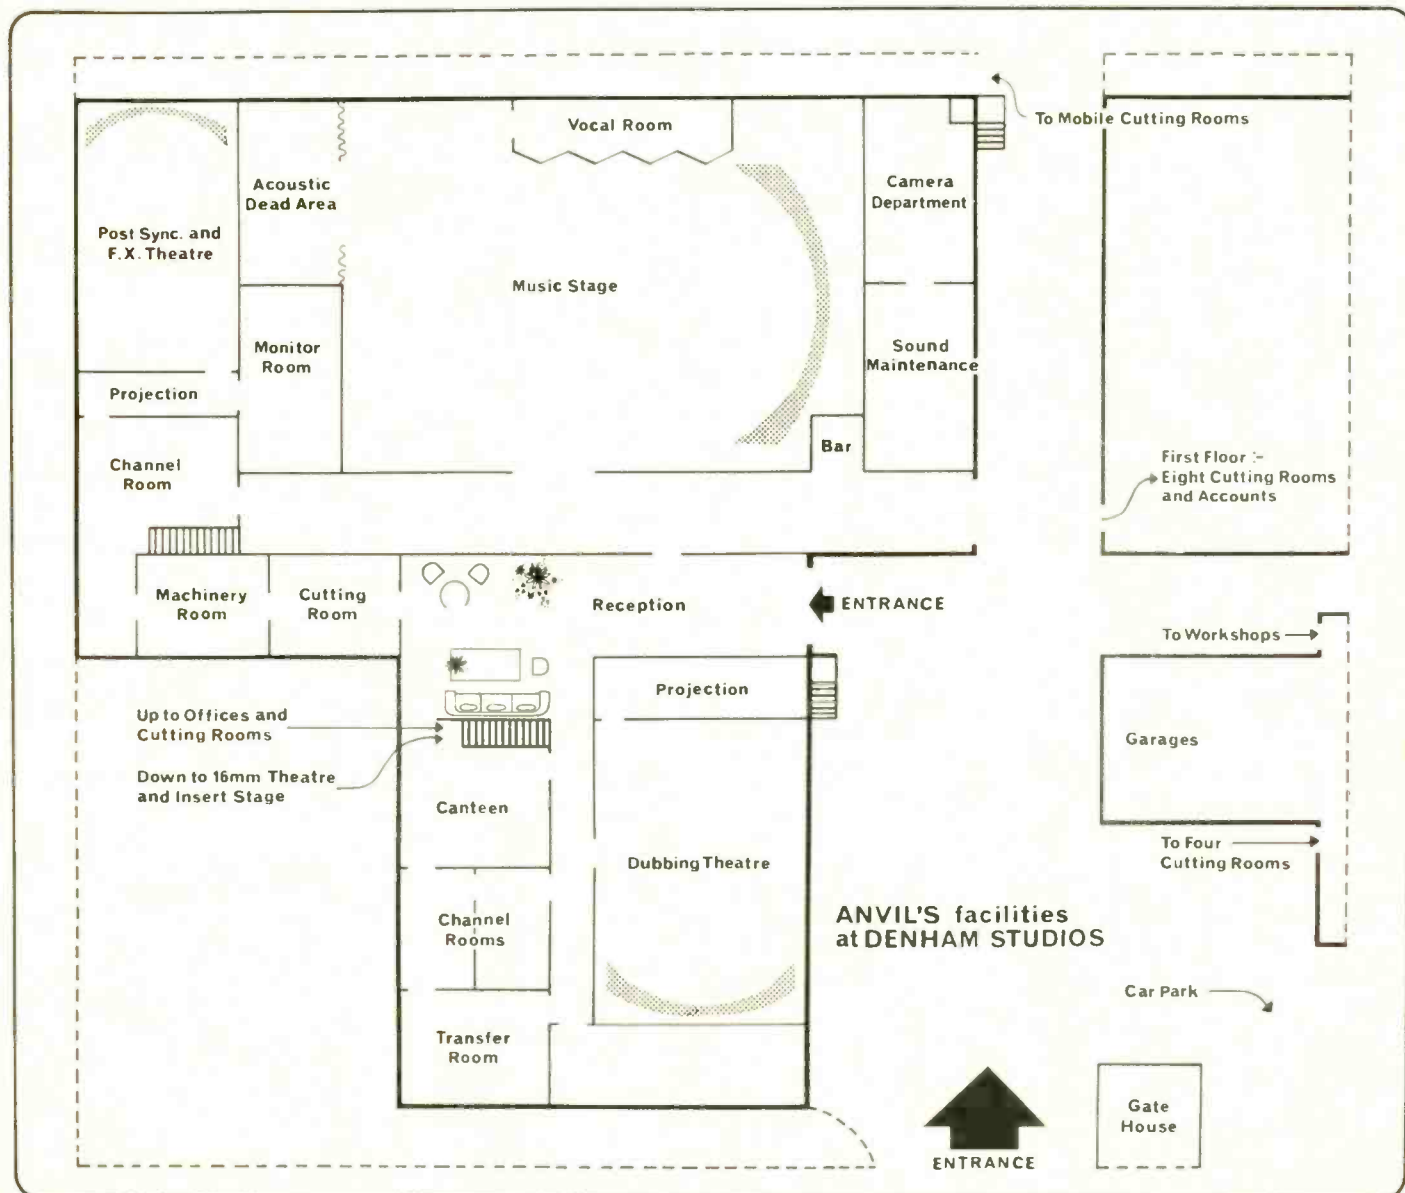 To Mobile Cutting Rooms
Vocal Room
Acoustic
Dead Area
Camera
Department
Post Sync. and
F.X. Theatre
Music Stage
Monitor
Room
Sound
Maintenance
Projection
Bar
Channel
Room
First Floor :-
Eight Cutting Rooms
and Accounts
Machinery
Room
Cutting
Room
Reception
ENTRANCE
To Workshops
Projection
Up to Offices and
Cutting Rooms
Garages
Down to 16mm Theatre
and Insert Stage
Canteen
To Four
Cutting Rooms
Dubbing Theatre
Channel
Rooms
ANVIL'S facilities
at DENHAM STUDIOS
Car Park
Transfer
Room
Gate
House
ENTRANCE